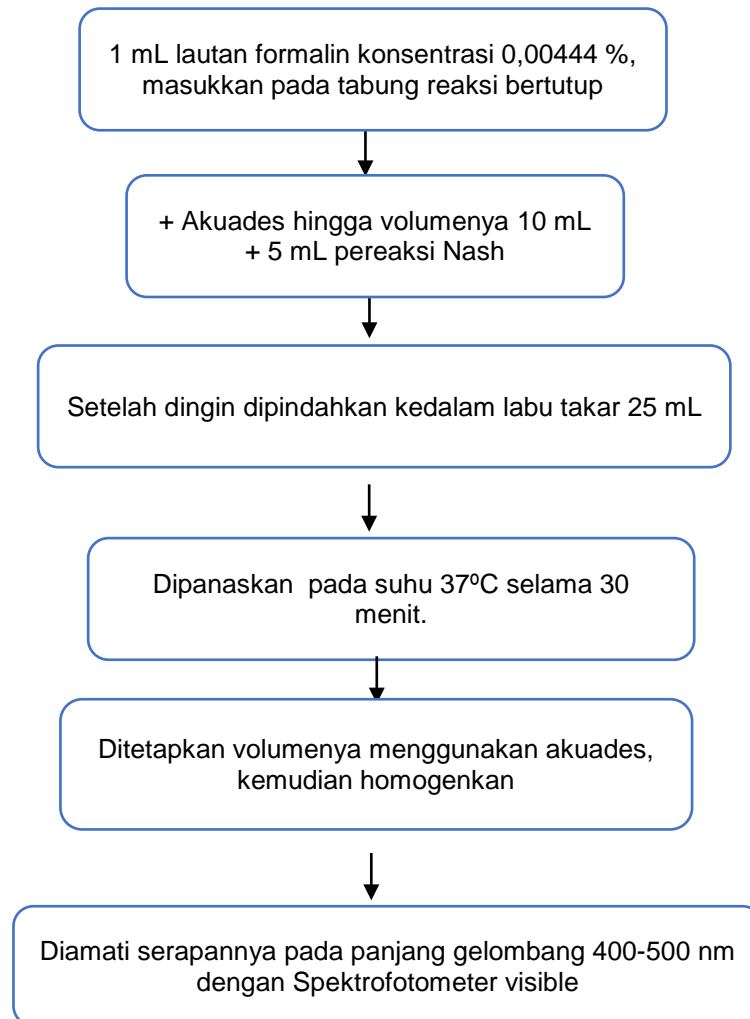 1 mL lautan formalin konsentrasi 0,00444 %,
masukkan pada tabung reaksi bertutup
+ Akuades hingga volumenya 10 mL
+ 5 mL pereaksi Nash
Setelah dingin dipindahkan kedalam labu takar 25 mL
Dipanaskan pada suhu 37⁰C selama 30
menit.
Ditetapkan volumenya menggunakan akuades,
kemudian homogenkan
Diamati serapannya pada panjang gelombang 400-500 nm
dengan Spektrofotometer visible